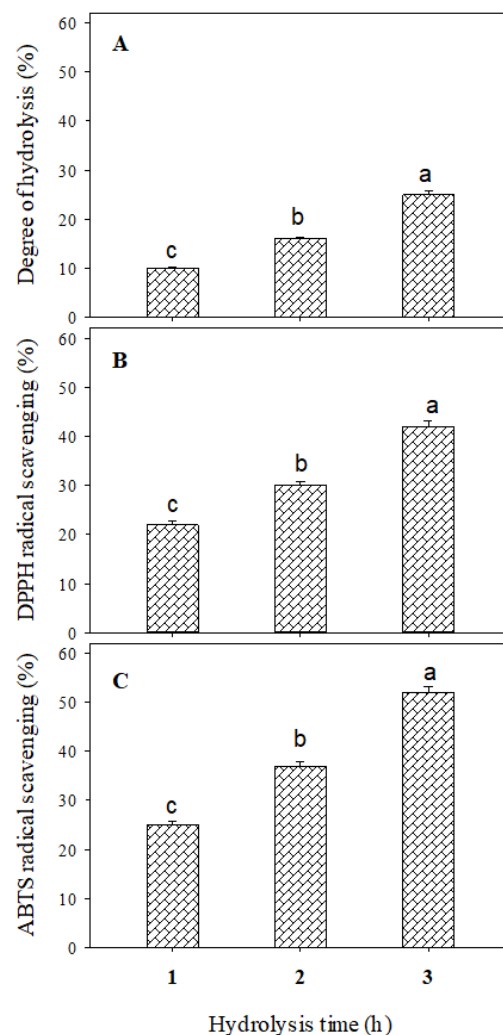 A
Degree of hydrolysis (%)
60
50
40
30
20
10
0
c
b
a
B
DPPH radical scavenging (%)
60
50
40
30
20
10
0
c
b
a
C
ABTS radical scavenging (%)
60
50
40
30
20
10
0
c
b
a
1 2 3
Hydrolysis time (h)